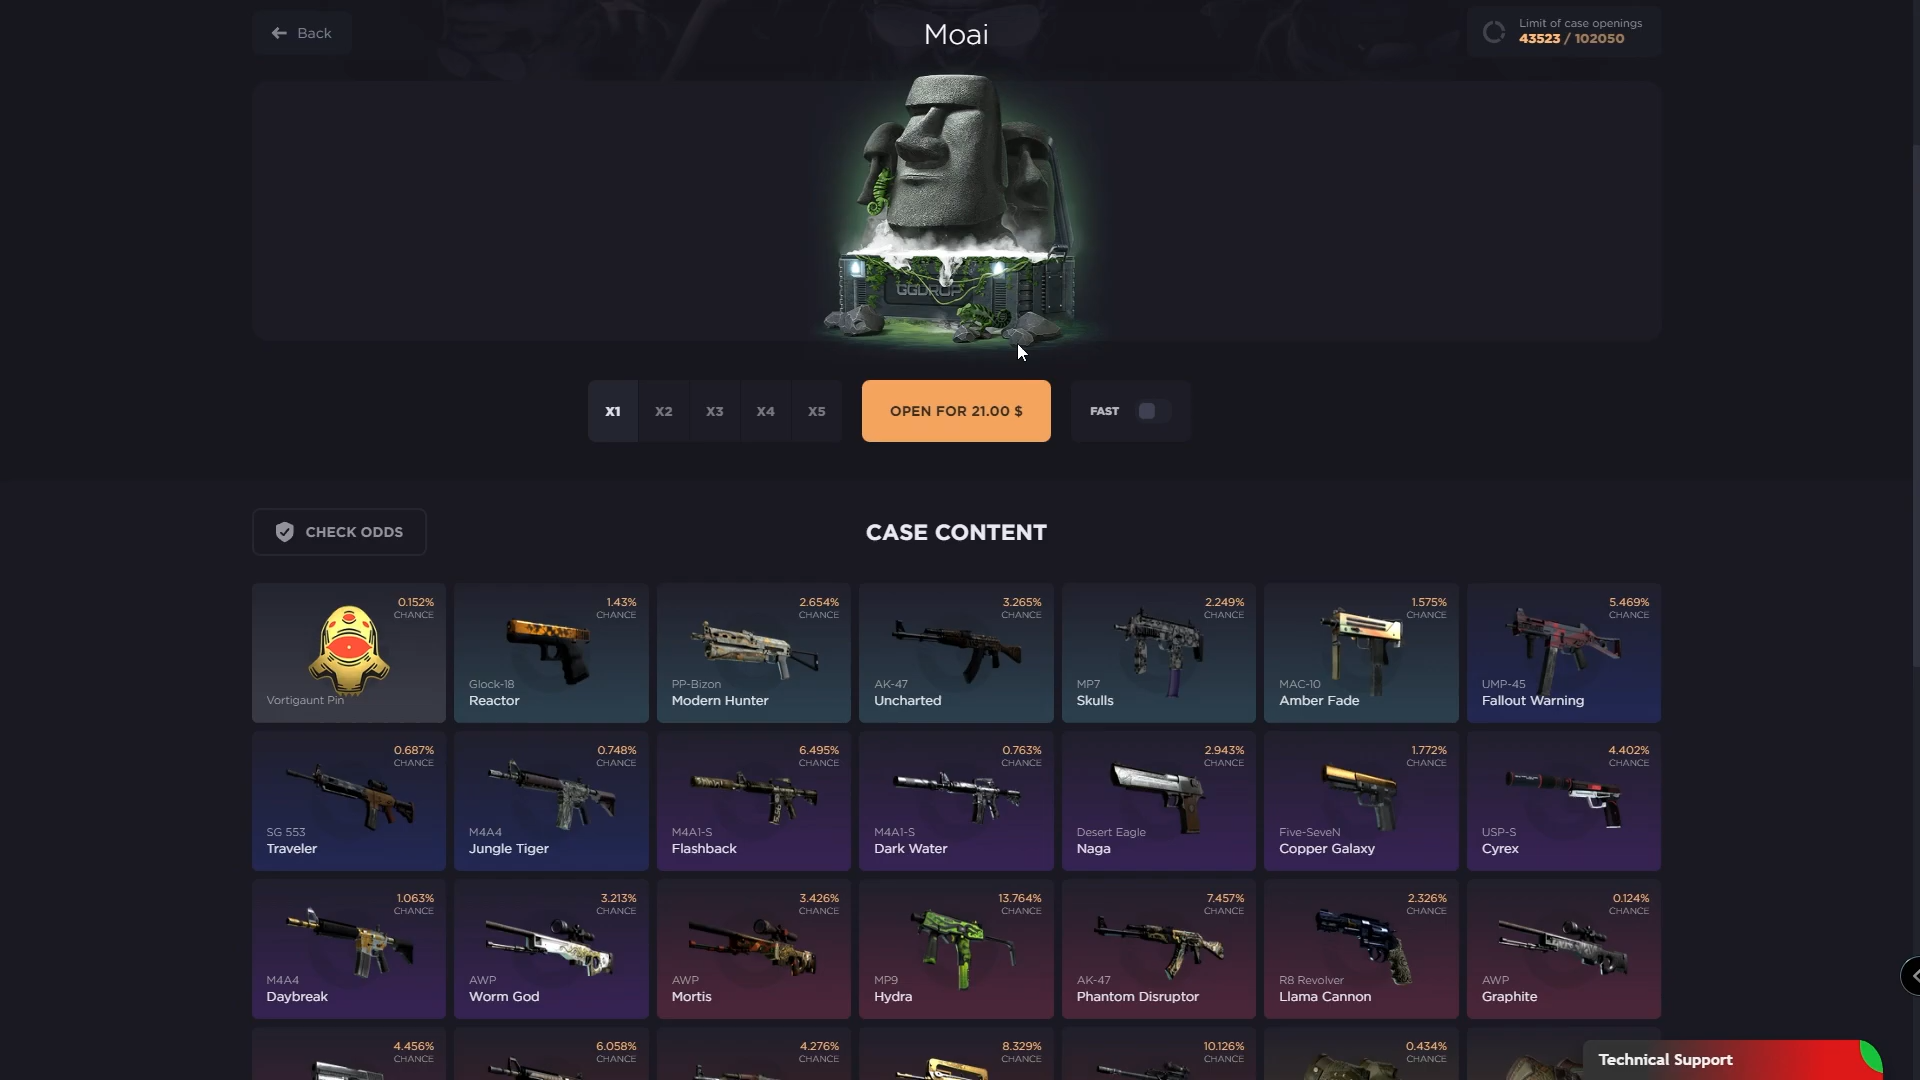 Back
Moai
Limit of case openings
43523 / 102050
GGDROP
X1 X2 X3 X4 X5
OPEN FOR 21.00 $
FAST
CHECK ODDS
CASE CONTENT
0.152%
CHANCE
Vortigaunt Pin
1.43%
CHANCE
Glock-18
Reactor
2.654%
CHANCE
PP-Bizon
Modern Hunter
3.265%
CHANCE
AK-47
Uncharted
2.249%
CHANCE
MP7
Skulls
1.575%
CHANCE
MAC-10
Amber Fade
5.469%
CHANCE
UMP-45
Fallout Warning
0.687%
CHANCE
SG 553
Traveler
0.748%
CHANCE
M4A4
Jungle Tiger
6.495%
CHANCE
M4A1-S
Flashback
0.763%
CHANCE
M4A1-S
Dark Water
2.943%
CHANCE
Desert Eagle
Naga
1.772%
CHANCE
Five-SeveN
Copper Galaxy
4.402%
CHANCE
USP-S
Cyrex
1.063%
CHANCE
M4A4
Daybreak
3.213%
CHANCE
AWP
Worm God
3.426%
CHANCE
AWP
Mortis
13.764%
CHANCE
MP9
Hydra
7.457%
CHANCE
AK-47
Phantom Disruptor
2.326%
CHANCE
R8 Revolver
Llama Cannon
0.124%
CHANCE
AWP
Graphite
4.456%
CHANCE
6.058%
CHANCE
4.276%
CHANCE
8.329%
CHANCE
10.126%
CHANCE
0.434%
CHANCE
Technical Support